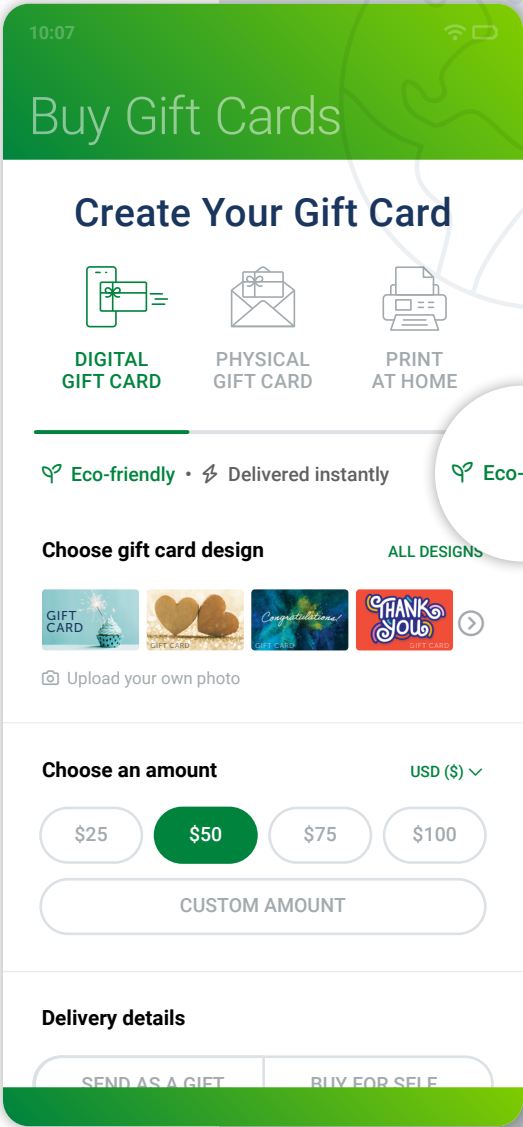 10:07
Buy Gift Cards
Create Your Gift Card
DIGITAL
GIFT CARD
PHYSICAL
GIFT CARD
PRINT
AT HOME
Eco-friendly • Delivered instantly
Eco-
Choose gift card design
ALL DESIGNS
GIFT
CARD
GIFT CARD
Congratulations!
GIFT CARD
THANK
YOU
GIFT CARD
Upload your own photo
Choose an amount
USD ($)
$25
$50
$75
$100
CUSTOM AMOUNT
Delivery details
SEND AS A GIFT
BUY FOR SELF